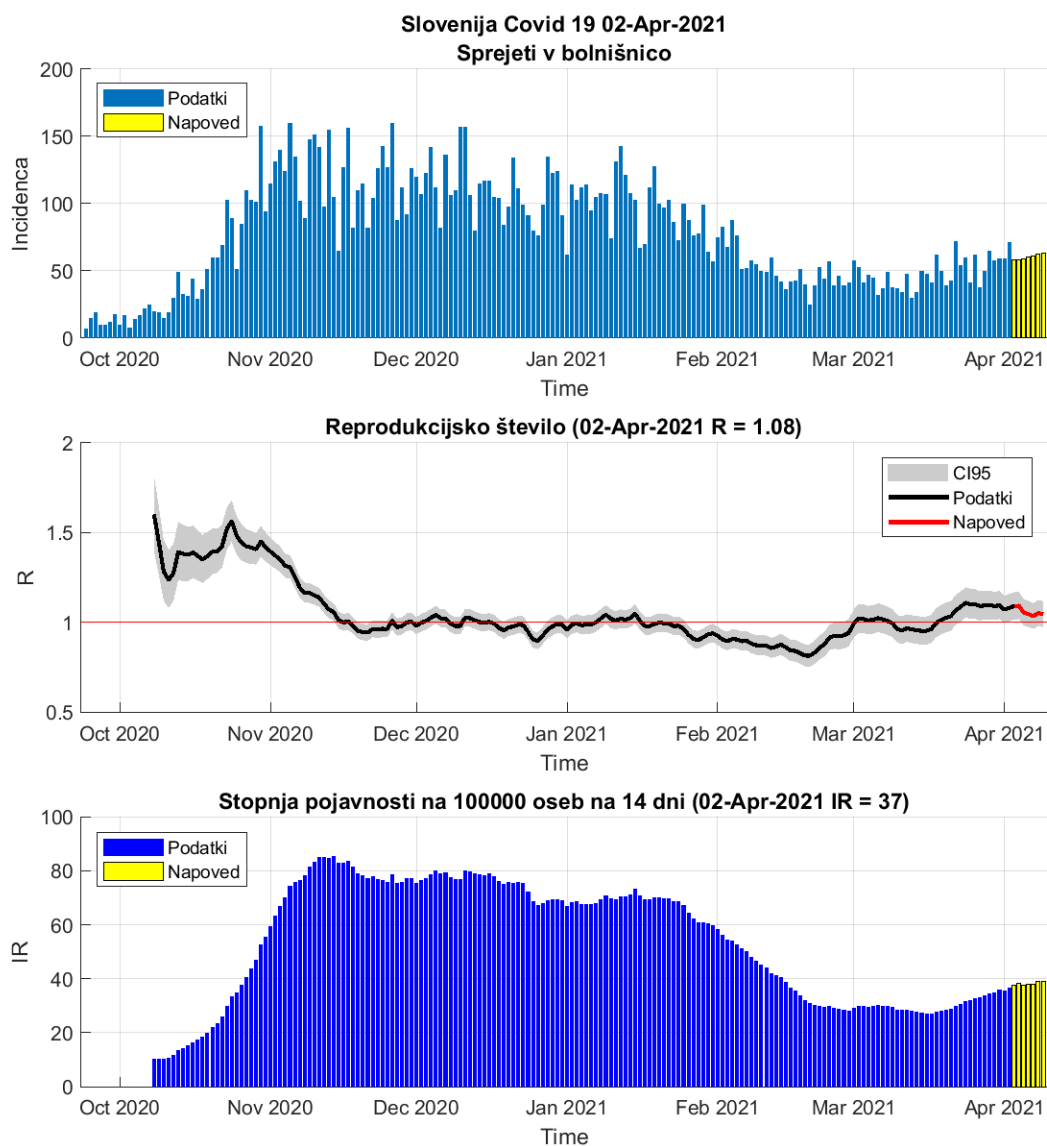 Slovenija Covid 19 02-Apr-2021
Sprejeti v bolnišnico
200
150
100
50
0
Incidenca
Podatki
Napoved
Oct 2020 Nov 2020 Dec 2020 Jan 2021 Feb 2021 Mar 2021 Apr 2021
Time
Reprodukcijsko število (02-Apr-2021 R = 1.08)
2
1.5
1
0.5
R
CI95
Podatki
Napoved
Oct 2020 Nov 2020 Dec 2020 Jan 2021 Feb 2021 Mar 2021 Apr 2021
Time
Stopnja pojavnosti na 100000 oseb na 14 dni (02-Apr-2021 IR = 37)
100
80
60
40
20
0
IR
Podatki
Napoved
Oct 2020 Nov 2020 Dec 2020 Jan 2021 Feb 2021 Mar 2021 Apr 2021
Time